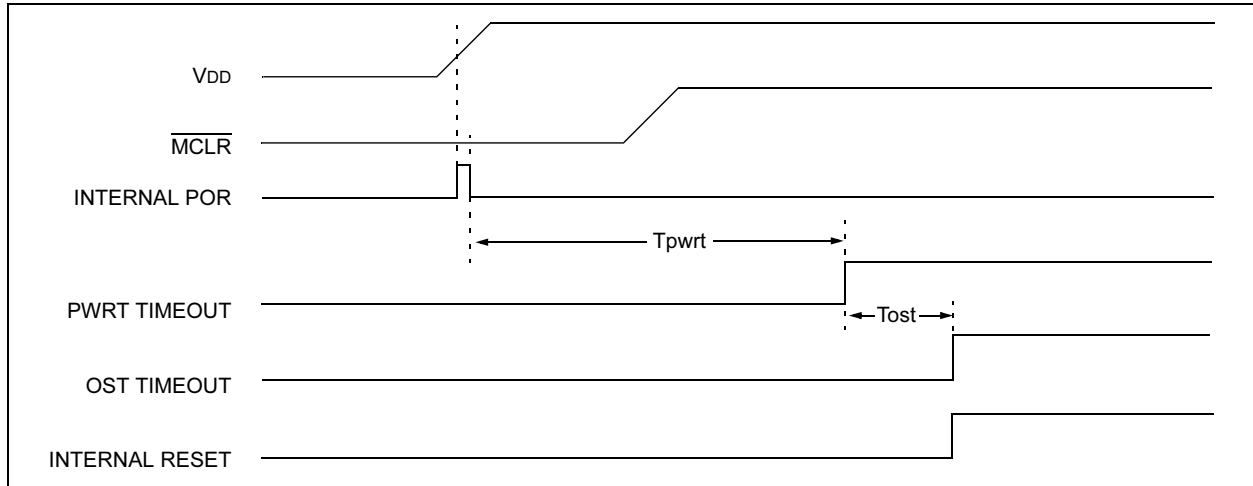 VDD
MCLR
INTERNAL POR
Tpwrt
PWRT TIMEOUT
Tost
OST TIMEOUT
INTERNAL RESET